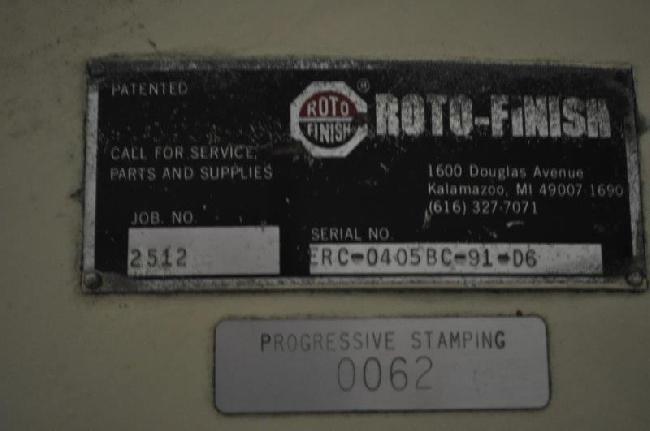 PATENTED
ROTO
FINISH
®
ROTO-FINISH
CALL FOR SERVICE,
PARTS AND SUPPLIES
1600 Douglas Avenue
Kalamazoo, MI 49007-1690
(616) 327-7071
JOB. NO.
2512
SERIAL NO.
ERC-0405BC-91-D6
PROGRESSIVE STAMPING
0062